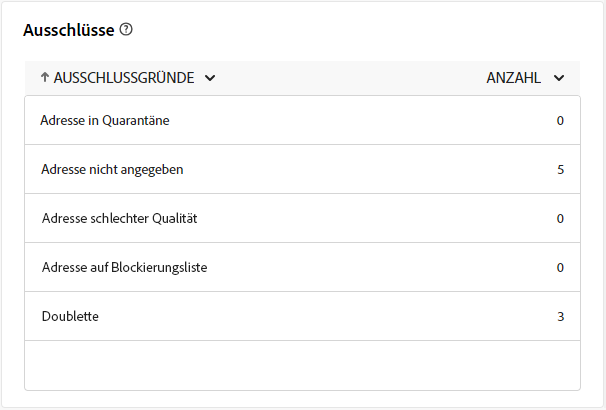 Ausschlüsse
AUSSCHLUSSGRÜNDE ANZAHL
Adresse in Quarantäne 0
Adresse nicht angegeben 5
Adresse schlechter Qualität 0
Adresse auf Blockierungsliste 0
Doublette 3